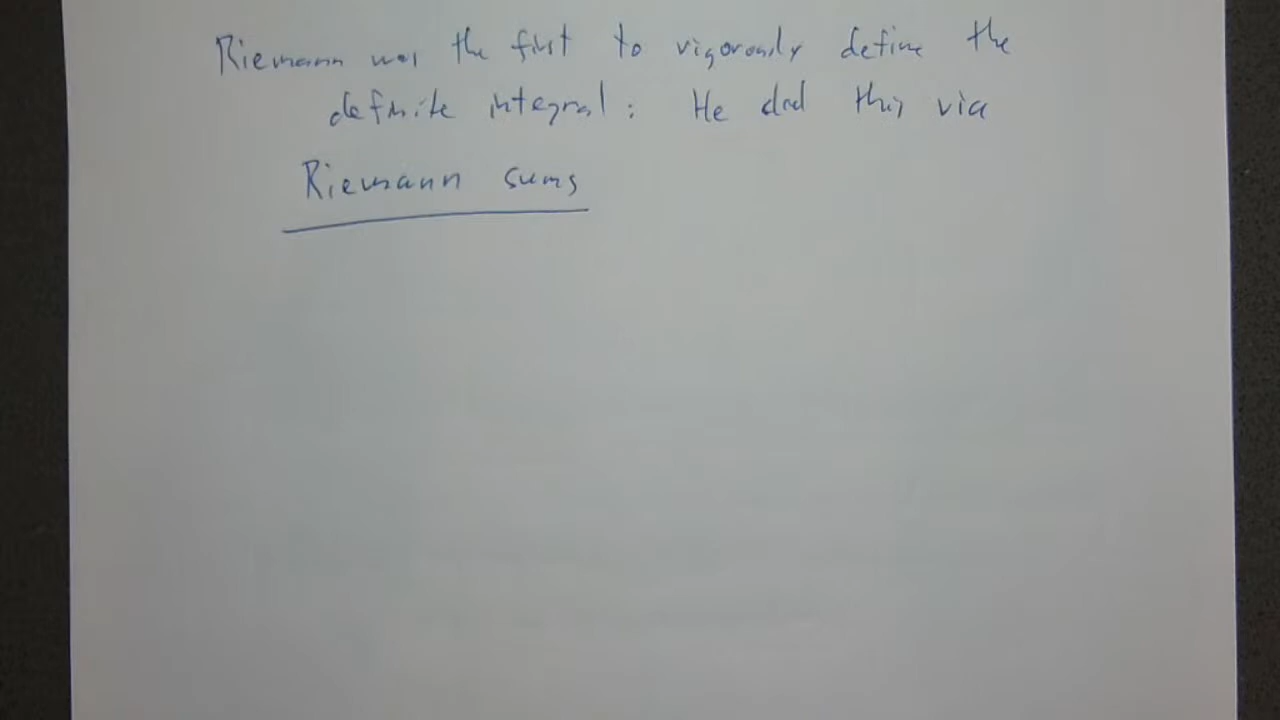 Riemann was the first to vigorously define the
definite integral: He did this via
Riemann sums